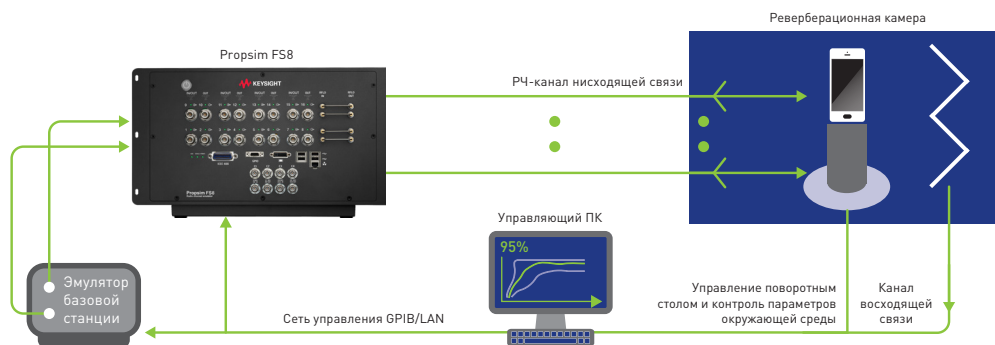 Реверберационная камера
Propsim FS8
KEYSIGHT
РЧ-канал нисходящей связи
Propsim FS8
Управляющий ПК
95%
Эмулятор
базовой
станции
Управление поворотным
столом и контроль параметров
окружающей среды
Канал
восходящей
связи
Сеть управления GPIB/LAN